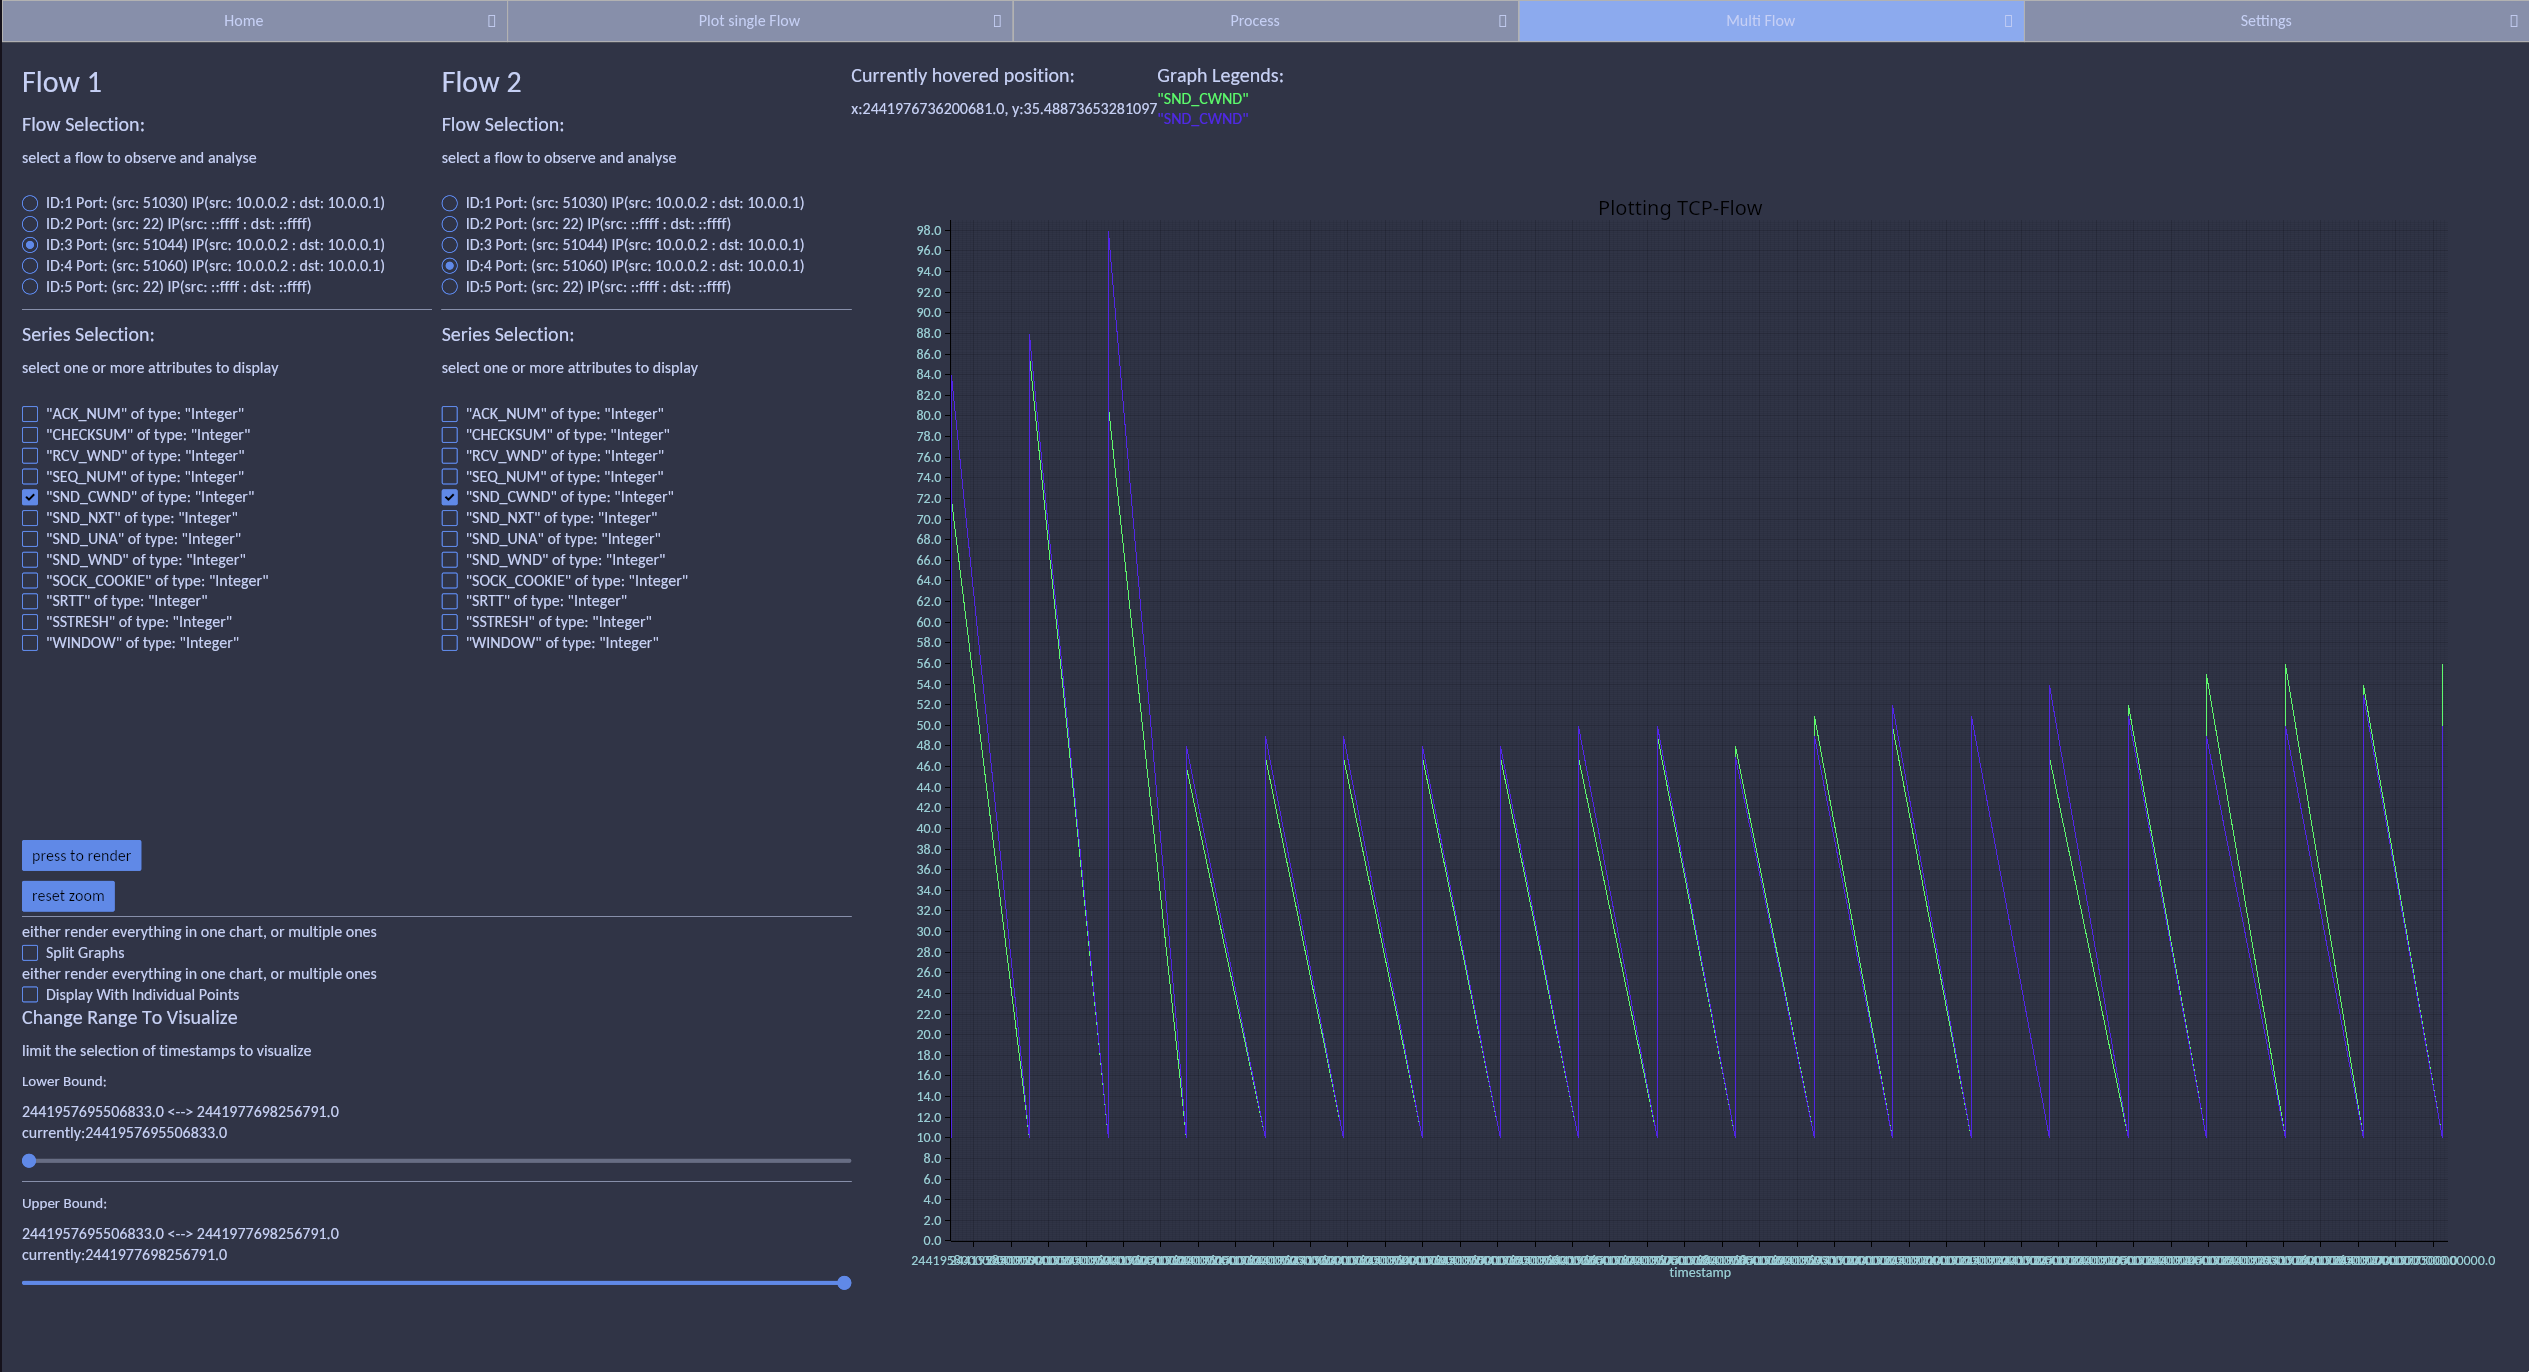 Home
Plot single Flow
Process
Multi Flow
Settings
Flow 1
Flow Selection:
select a flow to observe and analyse
ID:1 Port: (src: 51030) IP(src: 10.0.0.2 : dst: 10.0.0.1)
ID:2 Port: (src: 22) IP(src: ::ffff : dst: ::ffff)
ID:3 Port: (src: 51044) IP(src: 10.0.0.2 : dst: 10.0.0.1)
ID:4 Port: (src: 51060) IP(src: 10.0.0.2 : dst: 10.0.0.1)
ID:5 Port: (src: 22) IP(src: ::ffff : dst: ::ffff)
Series Selection:
select one or more attributes to display
"ACK_NUM" of type: "Integer"
"CHECKSUM" of type: "Integer"
"RCV_WND" of type: "Integer"
"SEQ_NUM" of type: "Integer"
"SND_CWND" of type: "Integer"
"SND_NXT" of type: "Integer"
"SND_UNA" of type: "Integer"
"SND_WND" of type: "Integer"
"SOCK_COOKIE" of type: "Integer"
"SRTT" of type: "Integer"
"SSTRESH" of type: "Integer"
"WINDOW" of type: "Integer"
Flow 2
Flow Selection:
select a flow to observe and analyse
ID:1 Port: (src: 51030) IP(src: 10.0.0.2 : dst: 10.0.0.1)
ID:2 Port: (src: 22) IP(src: ::ffff : dst: ::ffff)
ID:3 Port: (src: 51044) IP(src: 10.0.0.2 : dst: 10.0.0.1)
ID:4 Port: (src: 51060) IP(src: 10.0.0.2 : dst: 10.0.0.1)
ID:5 Port: (src: 22) IP(src: ::ffff : dst: ::ffff)
Series Selection:
select one or more attributes to display
"ACK_NUM" of type: "Integer"
"CHECKSUM" of type: "Integer"
"RCV_WND" of type: "Integer"
"SEQ_NUM" of type: "Integer"
"SND_CWND" of type: "Integer"
"SND_NXT" of type: "Integer"
"SND_UNA" of type: "Integer"
"SND_WND" of type: "Integer"
"SOCK_COOKIE" of type: "Integer"
"SRTT" of type: "Integer"
"SSTRESH" of type: "Integer"
"WINDOW" of type: "Integer"
press to render
reset zoom
either render everything in one chart, or multiple ones
Split Graphs
either render everything in one chart, or multiple ones
Display With Individual Points
Change Range To Visualize
limit the selection of timestamps to visualize
Lower Bound:
2441957695506833.0 <--> 2441977698256791.0
currently:2441957695506833.0
Upper Bound:
2441957695506833.0 <--> 2441977698256791.0
currently:2441977698256791.0
Currently hovered position:
x:2441976736200681.0, y:35.48873653281097
Graph Legends:
"SND_CWND"
"SND_CWND"
Plotting TCP-Flow
98.0
96.0
94.0
92.0
90.0
88.0
86.0
84.0
82.0
80.0
78.0
76.0
74.0
72.0
70.0
68.0
66.0
64.0
62.0
60.0
58.0
56.0
54.0
52.0
50.0
48.0
46.0
44.0
42.0
40.0
38.0
36.0
34.0
32.0
30.0
28.0
26.0
24.0
22.0
20.0
18.0
16.0
14.0
12.0
10.0
8.0
6.0
4.0
2.0
0.0
timestamp